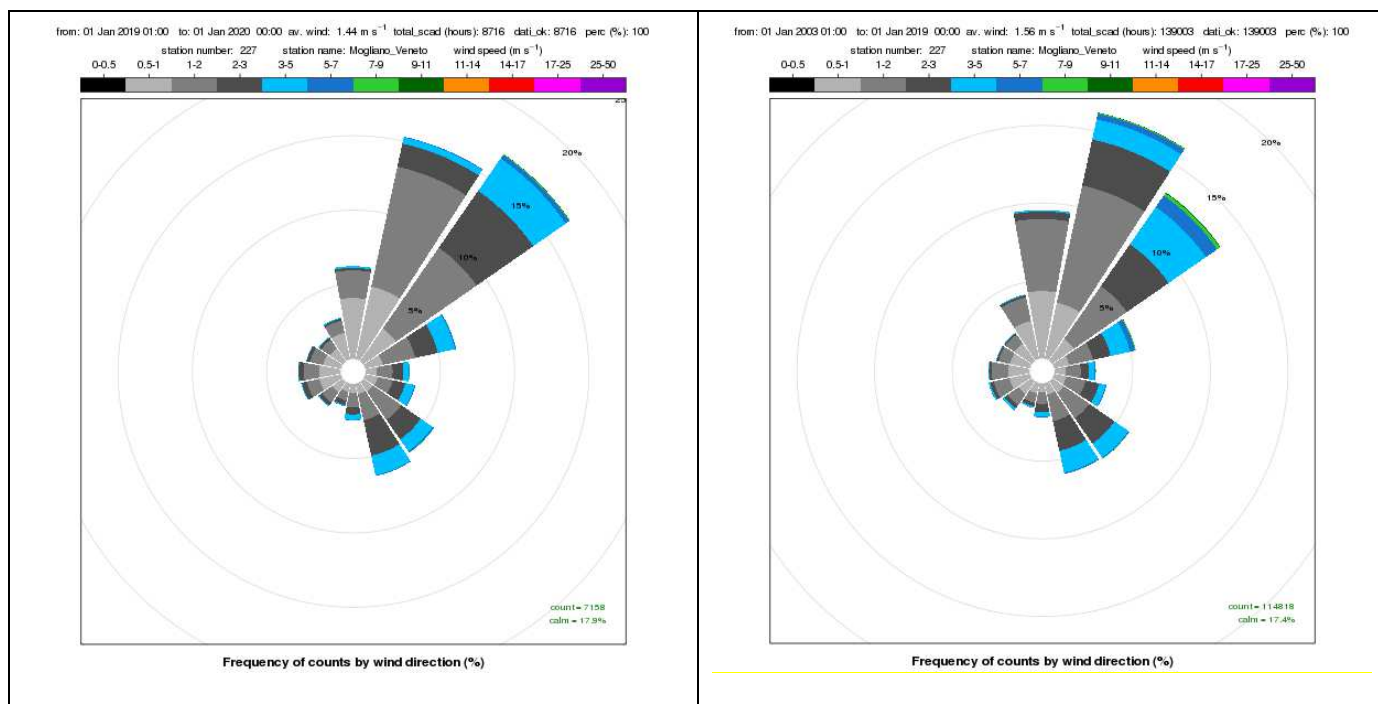 from: 01 Jan 2019 01:00 to: 01 Jan 2020 00:00 av. wind: 1.44 m s⁻¹ total_scad (hours): 8716 dati_ok: 8716 perc (%): 100
station number: 227 station name: Mogliano_Veneto wind speed (m s⁻¹)
0-0.5 0.5-1 1-2 2-3 3-5 5-7 7-9 9-11 11-14 14-17 17-25 25-50
20%
15%
10%
5%
count = 7158
calm = 17.9%
Frequency of counts by wind direction (%)
from: 01 Jan 2003 01:00 to: 01 Jan 2019 00:00 av. wind: 1.56 m s⁻¹ total_scad (hours): 139003 dati_ok: 139003 perc (%): 100
station number: 227 station name: Mogliano_Veneto wind speed (m s⁻¹)
0-0.5 0.5-1 1-2 2-3 3-5 5-7 7-9 9-11 11-14 14-17 17-25 25-50
20%
15%
10%
5%
count = 114818
calm = 17.4%
Frequency of counts by wind direction (%)